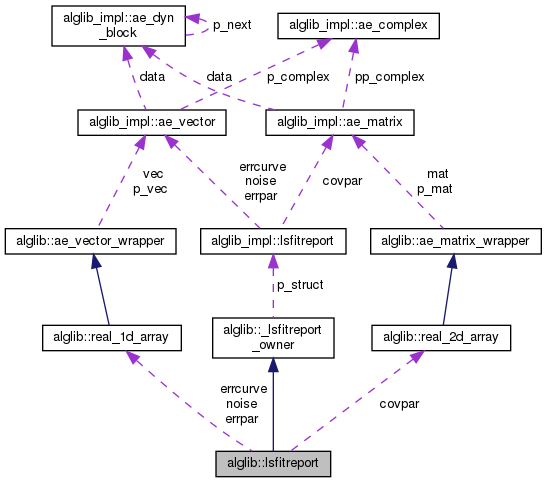 alglib_impl::ae_dyn
_block
p_next
alglib_impl::ae_complex
data
data
p_complex
pp_complex
alglib_impl::ae_vector
alglib_impl::ae_matrix
vec
p_vec
errcurve
noise
errpar
covpar
mat
p_mat
alglib::ae_vector_wrapper
alglib_impl::lsfitreport
alglib::ae_matrix_wrapper
p_struct
alglib::real_1d_array
alglib::_lsfitreport
_owner
alglib::real_2d_array
errcurve
noise
errpar
covpar
alglib::lsfitreport